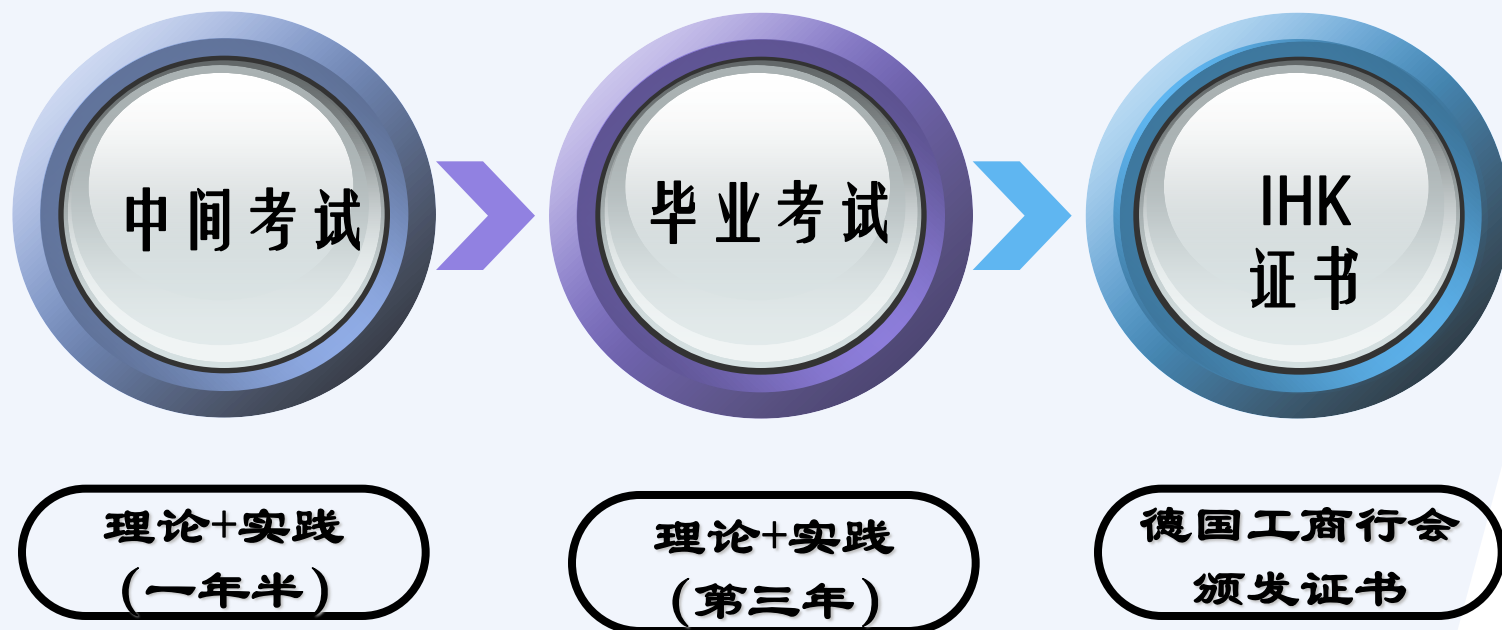 中间考试
毕业考试
IHK
证书
理论+实践
(一年半)
理论+实践
(第三年)
德国工商行会
颁发证书